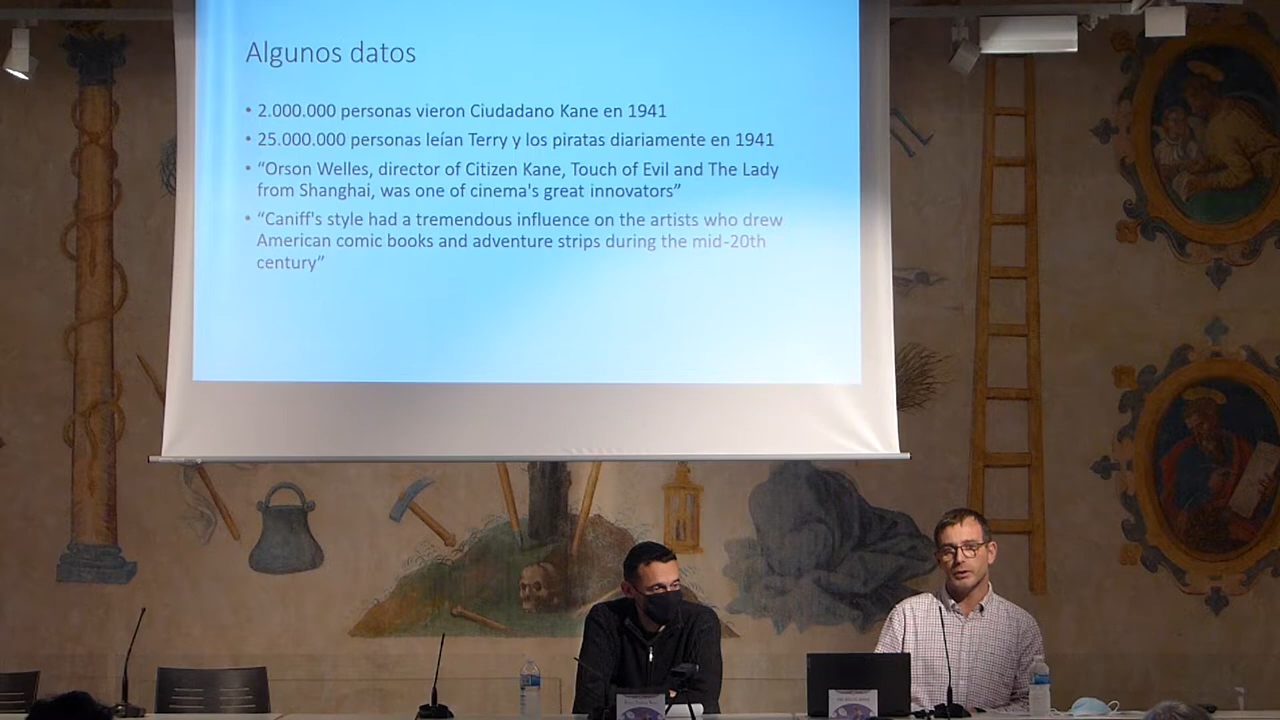 Algunos datos
• 2.000.000 personas vieron Ciudadano Kane en 1941
• 25.000.000 personas leían Terry y los piratas diariamente en 1941
• “Orson Welles, director of Citizen Kane, Touch of Evil and The Lady
from Shanghai, was one of cinema's great innovators”
• “Caniff's style had a tremendous influence on the artists who drew
American comic books and adventure strips during the mid-20th
century”